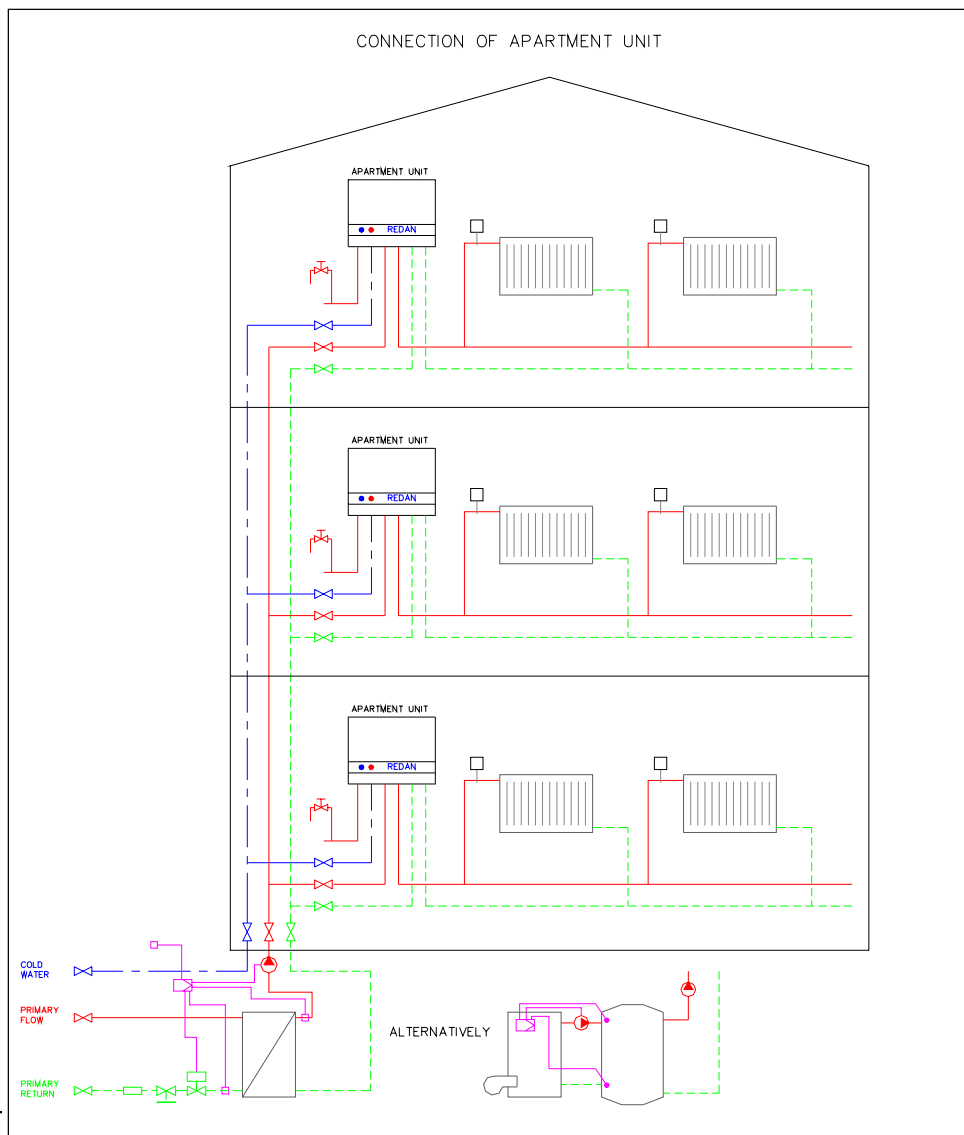 CONNECTION OF APARTMENT UNIT
APARTMENT UNIT
REDAN
APARTMENT UNIT
REDAN
APARTMENT UNIT
REDAN
COLD
WATER
PRIMARY
FLOW
ALTERNATIVELY
PRIMARY
RETURN